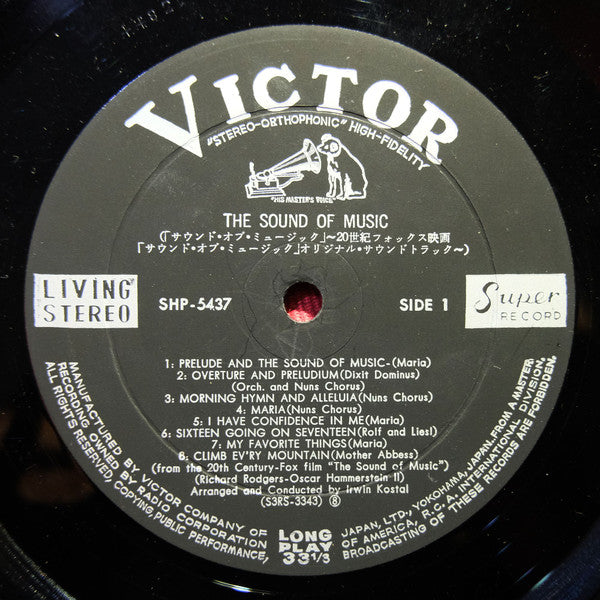 VICTOR
"STEREO-ORTHOPHONIC" HIGH-FIDELITY
"HIS MASTER'S VOICE"
THE SOUND OF MUSIC
(「サウンド・オブ・ミュージック」〜20世紀フォックス映画
「サウンド・オブ・ミュージック」オリジナル・サウンドトラック〜)
LIVING
STEREO
SHP-5437
SIDE 1
Super
RECORD
1: PRELUDE AND THE SOUND OF MUSIC-(Maria)
2: OVERTURE AND PRELUDIUM(Dixit Dominus)
(Orch. and Nuns Chorus)
3: MORNING HYMN AND ALLELUIA(Nuns Chorus)
4: MARIA(Nuns Chorus)
5: I HAVE CONFIDENCE IN ME(Maria)
6: SIXTEEN GOING ON SEVENTEEN(Rolf and Liesl)
7: MY FAVORITE THINGS(Maria)
8: CLIMB EV'RY MOUNTAIN(Mother Abbess)
(from the 20th Century-Fox film "The Sound of Music")
(Richard Rodgers-Oscar Hammerstein II)
Arranged and Conducted by Irwin Kostal
(S3RS-3343) Ⓢ
LONG
PLAY
33 1/3
MANUFACTURED BY VICTOR COMPANY OF JAPAN, LTD., YOKOHAMA, JAPAN, FROM A MASTER
RECORDING OWNED BY RADIO CORPORATION OF AMERICA, R.C.A. INTERNATIONAL DIVISION.
ALL RIGHTS RESERVED, COPYING, PUBLIC PERFORMANCE, BROADCASTING OF THESE RECORDS ARE FORBIDDEN.